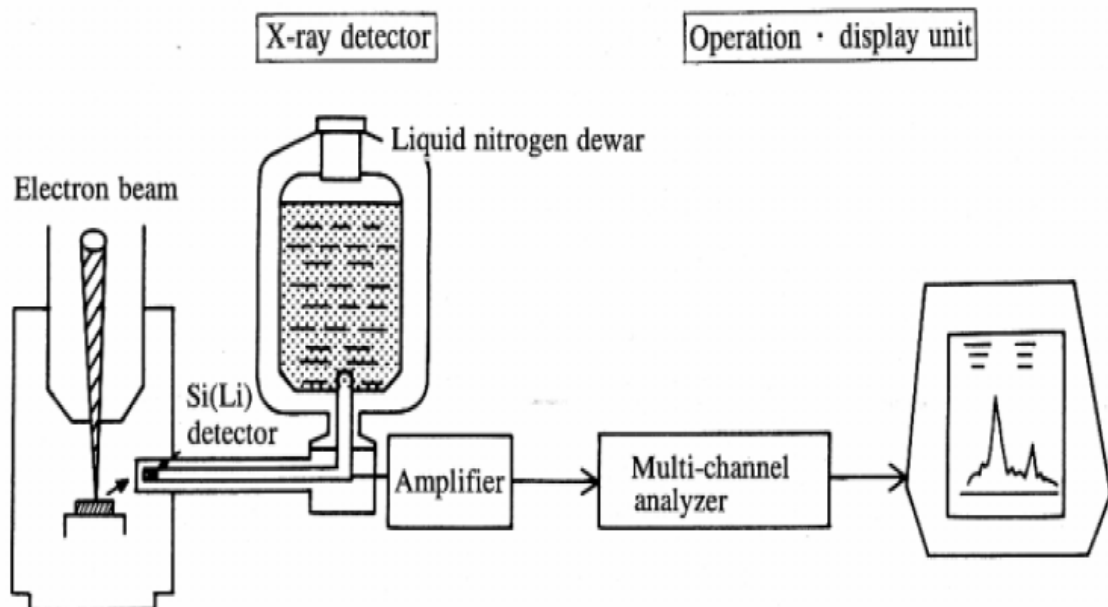 X-ray detector
Operation · display unit
Liquid nitrogen dewar
Electron beam
Si(Li)
detector
Amplifier
Multi-channel
analyzer